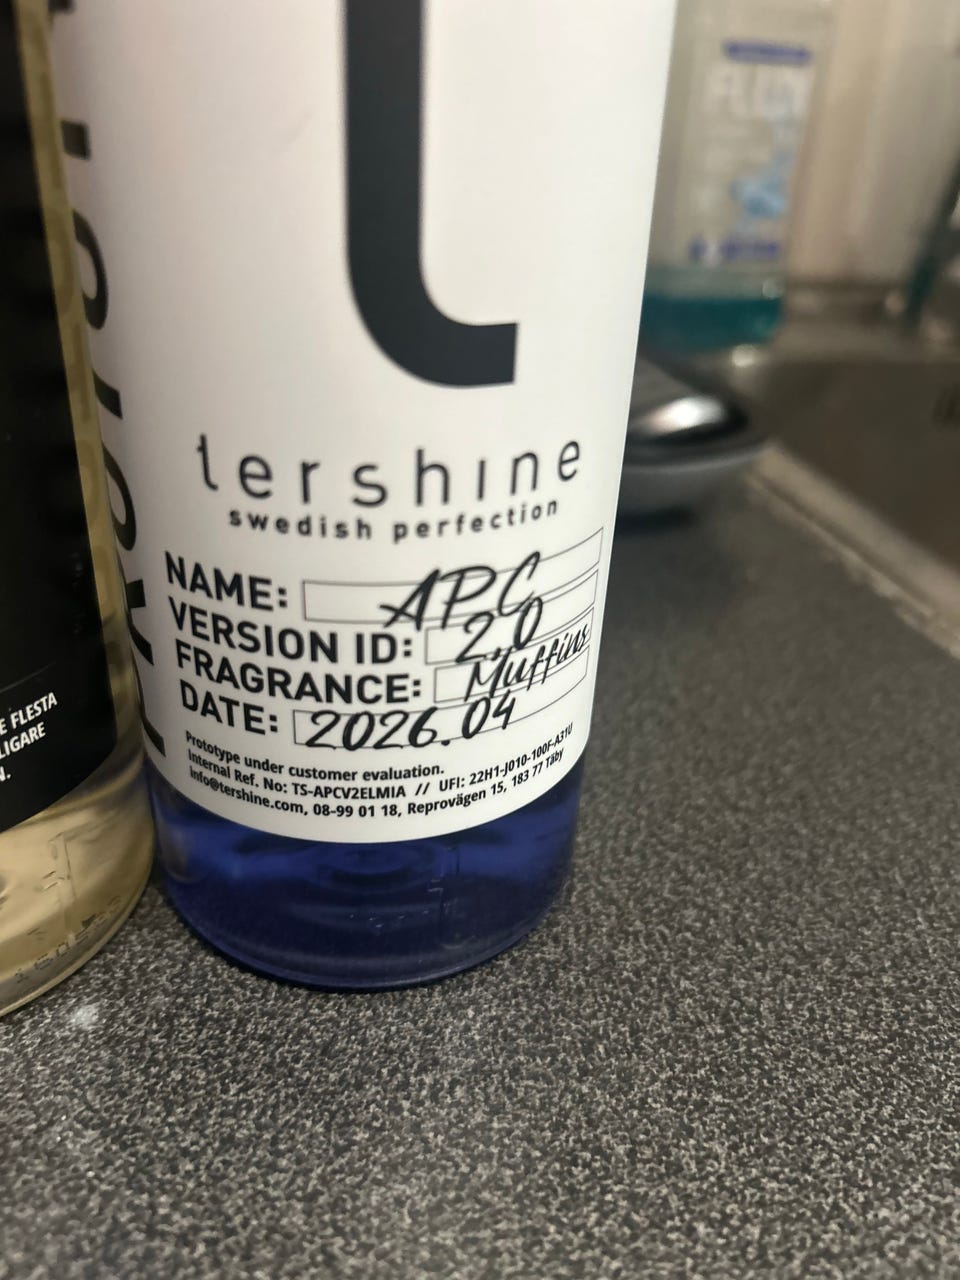 tershine
swedish perfection
NAME: APC
VERSION ID: 2.0
FRAGRANCE: Muffins
DATE: 2026.04
Prototype under customer evaluation.
Internal Ref. No: TS-APCV2ELMIA // UFI: 22H1-J010-100F-A31U
info@tershine.com, 08-99 01 18, Reprovägen 15, 183 77 Täby
E FLESTA
LIGARE
N.